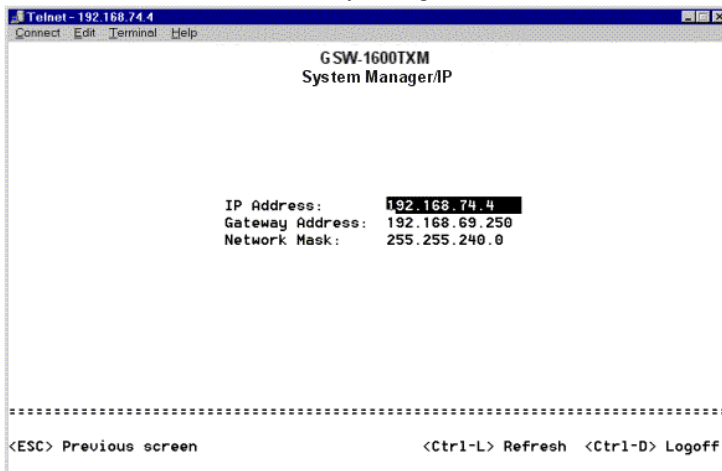 Telnet - 192.168.74.4
Connect Edit Terminal Help
GSW-1600TXM
System Manager/IP
IP Address: 192.168.74.4
Gateway Address: 192.168.69.250
Network Mask: 255.255.240.0
<ESC> Previous screen <Ctrl-L> Refresh <Ctrl-D> Logoff